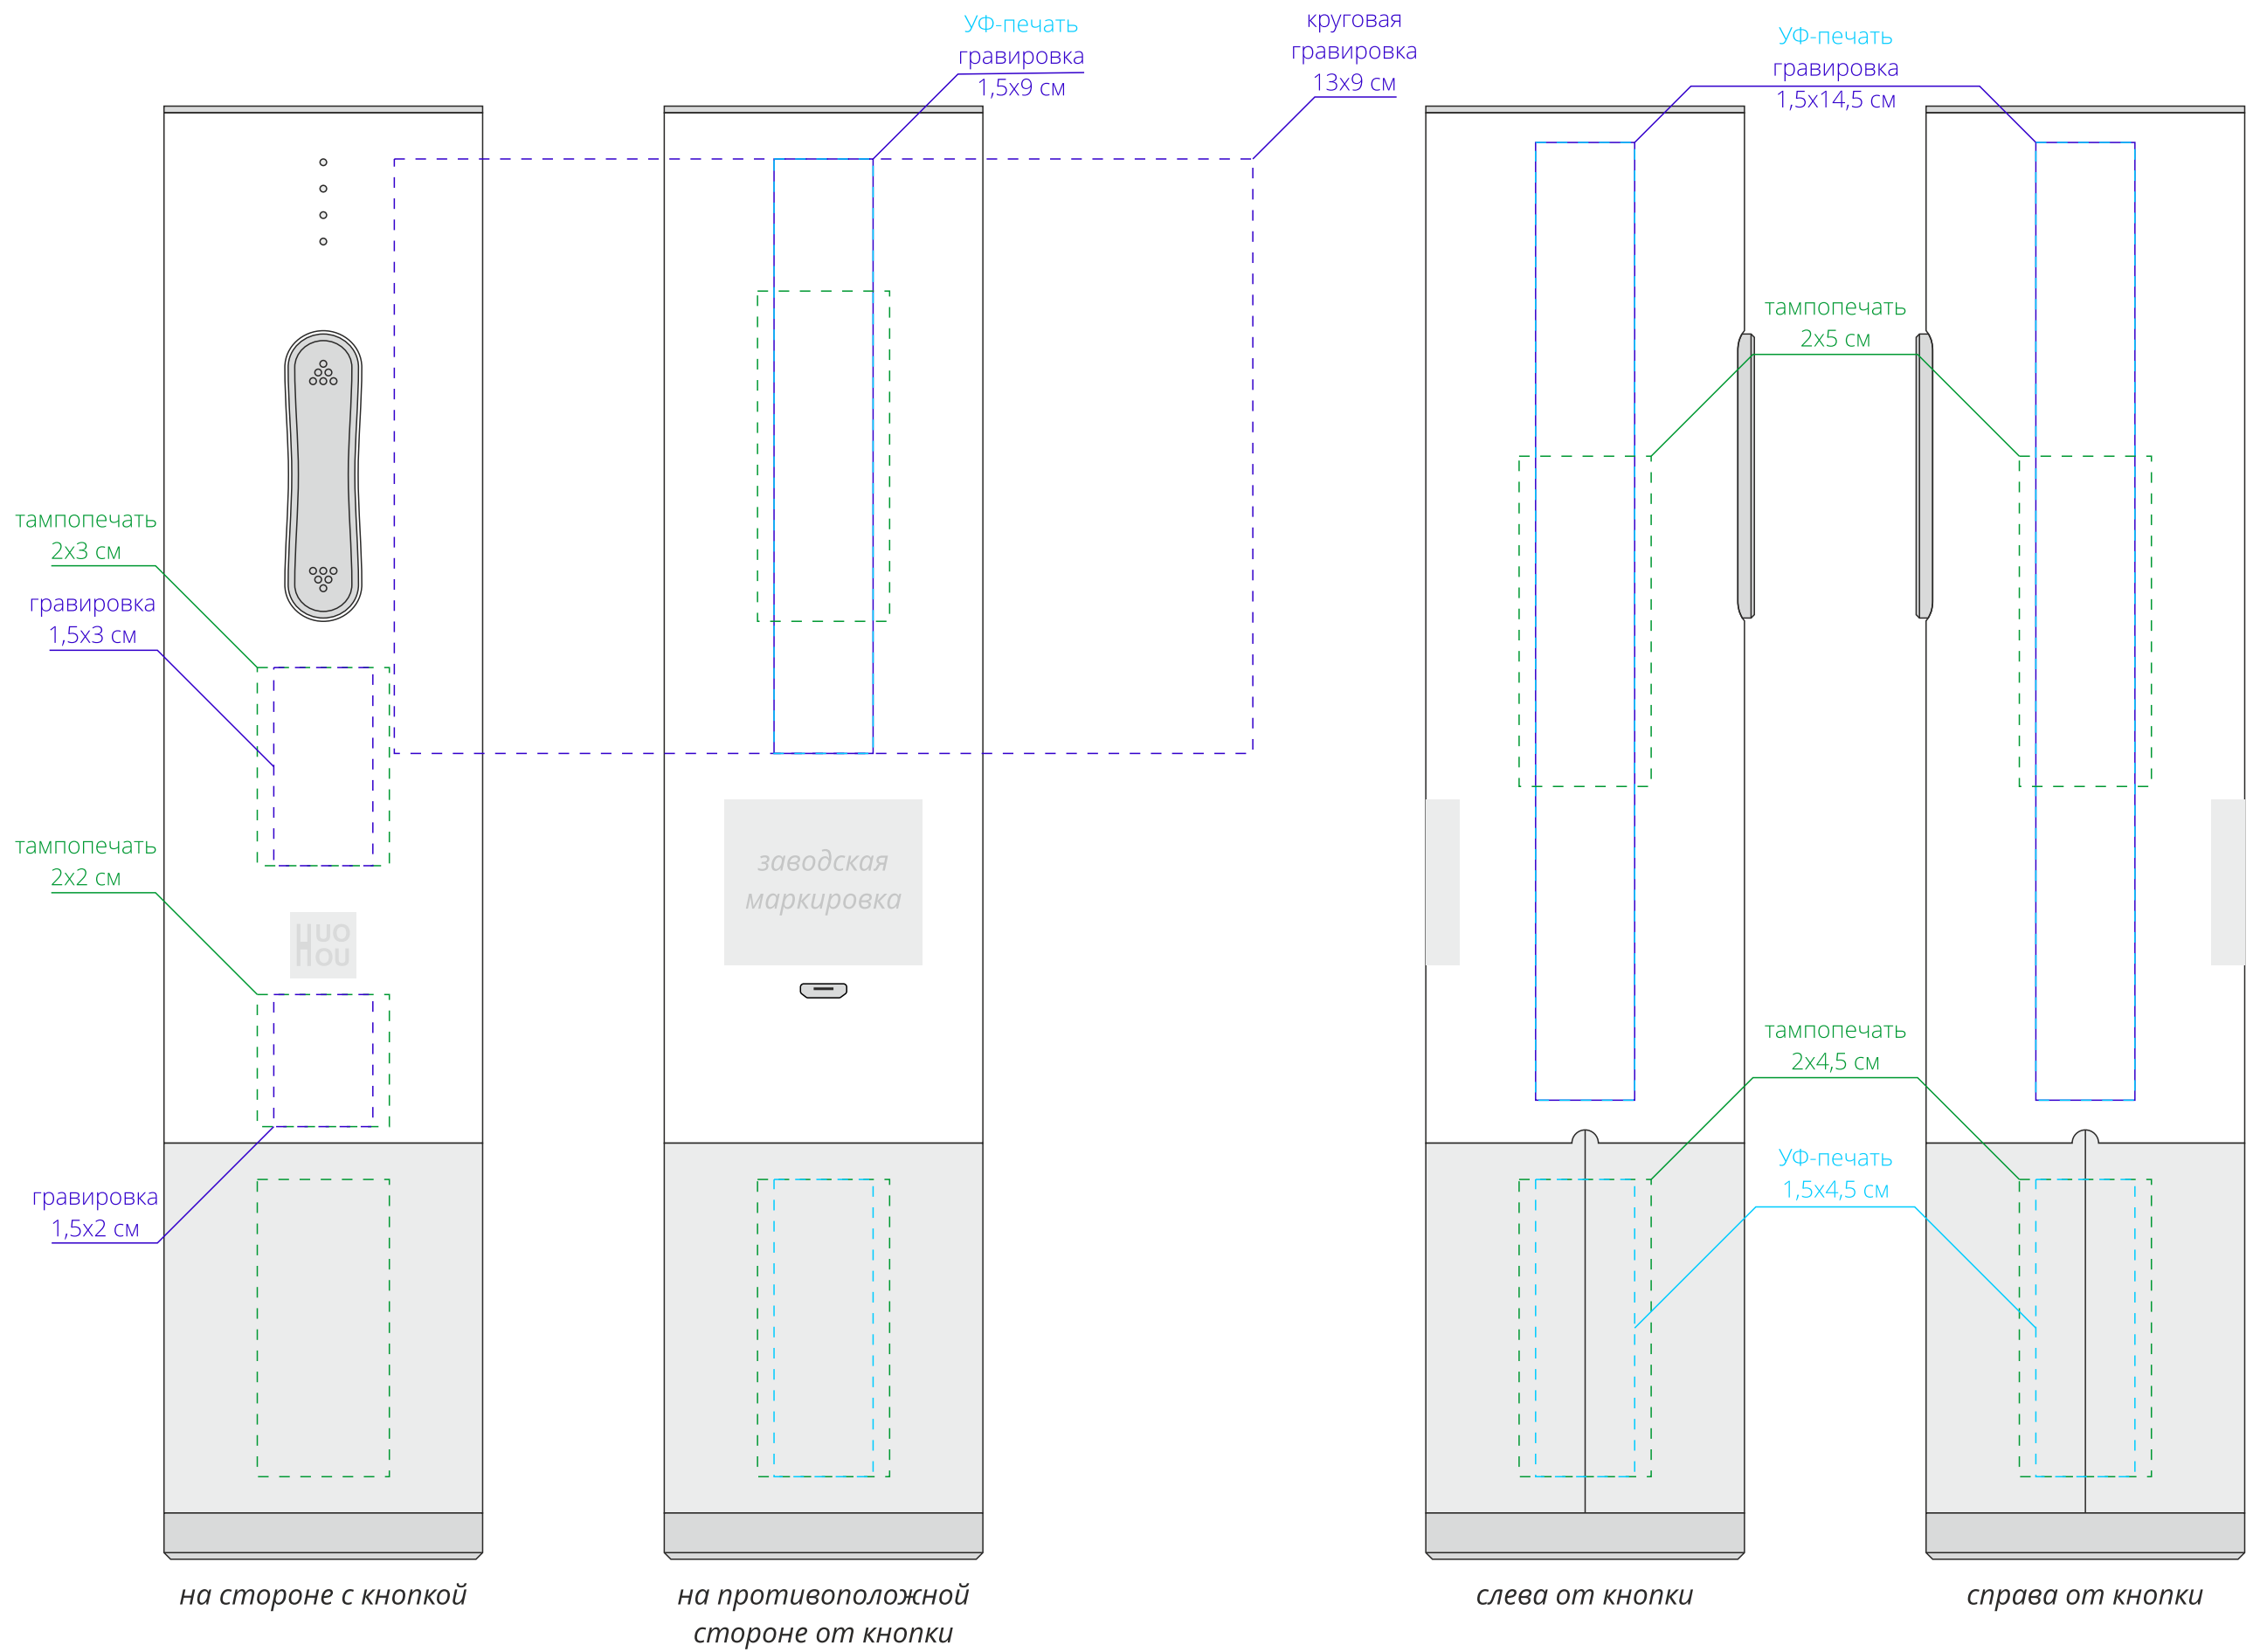 УФ-печать
гравировка
1,5х9 см
круговая
гравировка
13х9 см
УФ-печать
гравировка
1,5х14,5 см
тампопечать
2х5 см
тампопечать
2х3 см
гравировка
1,5х3 см
тампопечать
2х2 см
заводская
маркировка
HUO
HOU
тампопечать
2х4,5 см
УФ-печать
1,5х4,5 см
гравировка
1,5х2 см
на стороне с кнопкой
на противоположной
стороне от кнопки
слева от кнопки
справа от кнопки